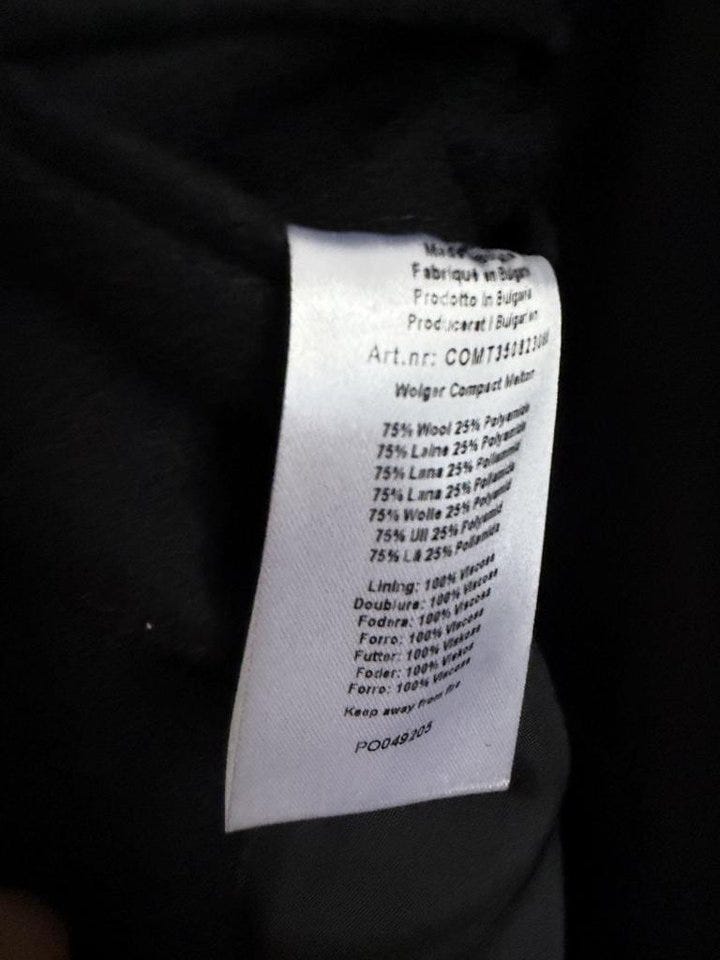 Made
Fabriqué en Bulgarie
Prodotto in Bulgaria
Producerat i Bulgarien
Art.nr: COMT3508230
Wolger Compact Melton
75% Wool 25% Polyamide
75% Laine 25% Polyamide
75% Lana 25% Poliammide
75% Lana 25% Poliamida
75% Wolle 25% Polyamid
75% Ull 25% Polyamid
75% Lã 25% Poliamida
Lining: 100% Viscose
Doublure: 100% Viscose
Fodera: 100% Viscosa
Forro: 100% Viscosa
Futter: 100% Viskose
Foder: 100% Viskos
Forro: 100% Viscose
Keep away from fire
PO049205